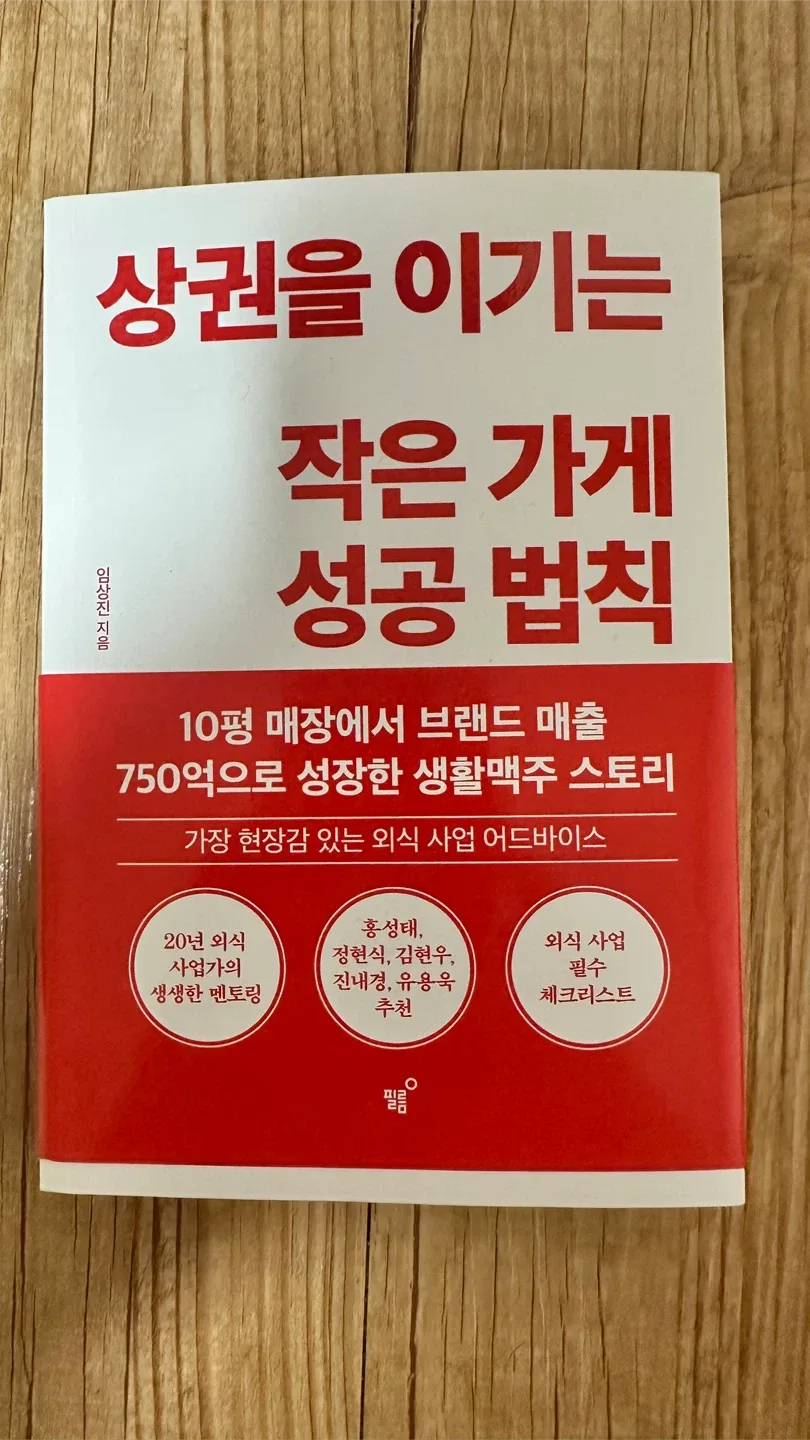 상권을 이기는
작은 가게
성공 법칙
임상진 지음
10평 매장에서 브랜드 매출
750억으로 성장한 생활맥주 스토리
가장 현장감 있는 외식 사업 어드바이스
20년 외식
사업가의
생생한 멘토링
홍성태,
정현식, 김현우,
진내경, 유용욱
추천
외식 사업
필수
체크리스트
필름